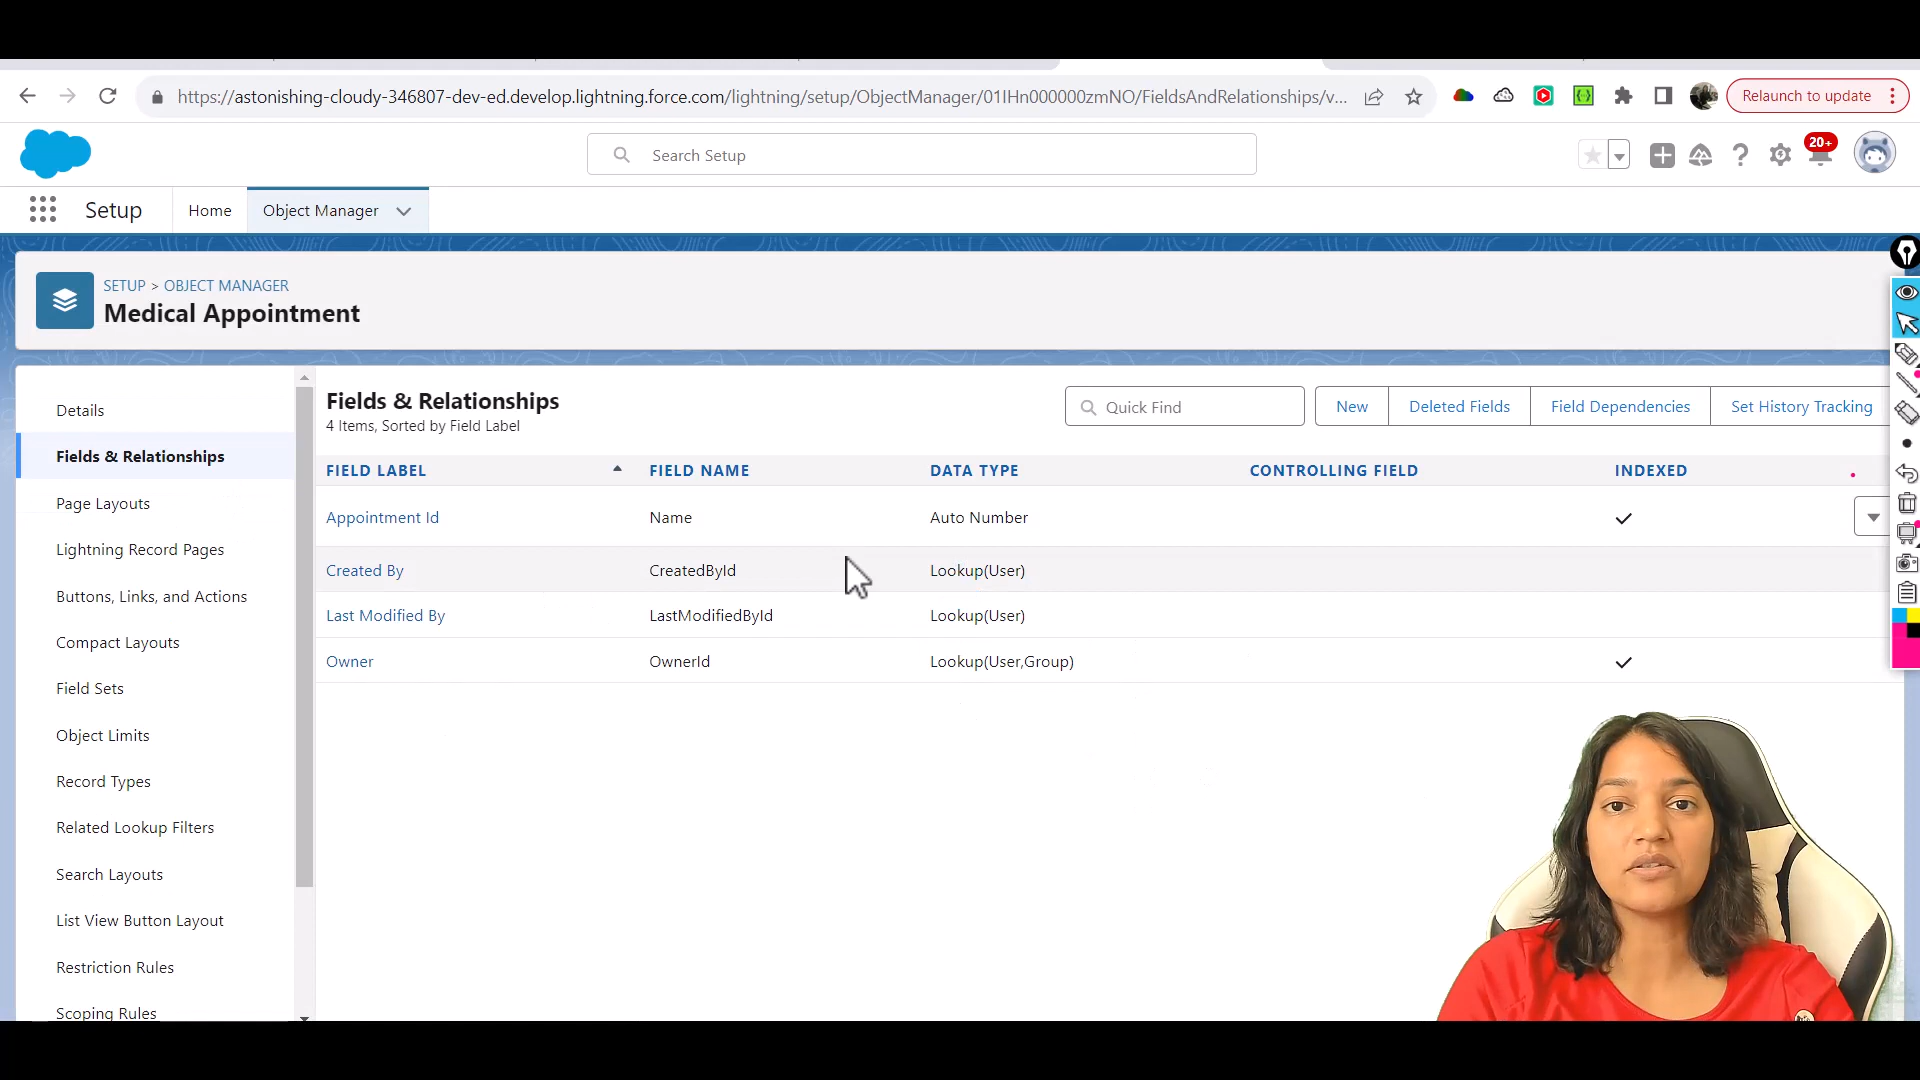 https://astonishing-cloudy-346807-dev-ed.develop.lightning.force.com/lightning/setup/ObjectManager/01IHn000000zmNO/FieldsAndRelationships/v...
Relaunch to update
Search Setup
20+
Setup
Home
Object Manager
SETUP > OBJECT MANAGER
Medical Appointment
Details
Fields & Relationships
Page Layouts
Lightning Record Pages
Buttons, Links, and Actions
Compact Layouts
Field Sets
Object Limits
Record Types
Related Lookup Filters
Search Layouts
List View Button Layout
Restriction Rules
Scoping Rules
Fields & Relationships
4 Items, Sorted by Field Label
Quick Find
New
Deleted Fields
Field Dependencies
Set History Tracking
FIELD LABEL FIELD NAME DATA TYPE CONTROLLING FIELD INDEXED
Appointment Id Name Auto Number
Created By CreatedById Lookup(User)
Last Modified By LastModifiedById Lookup(User)
Owner OwnerId Lookup(User,Group)